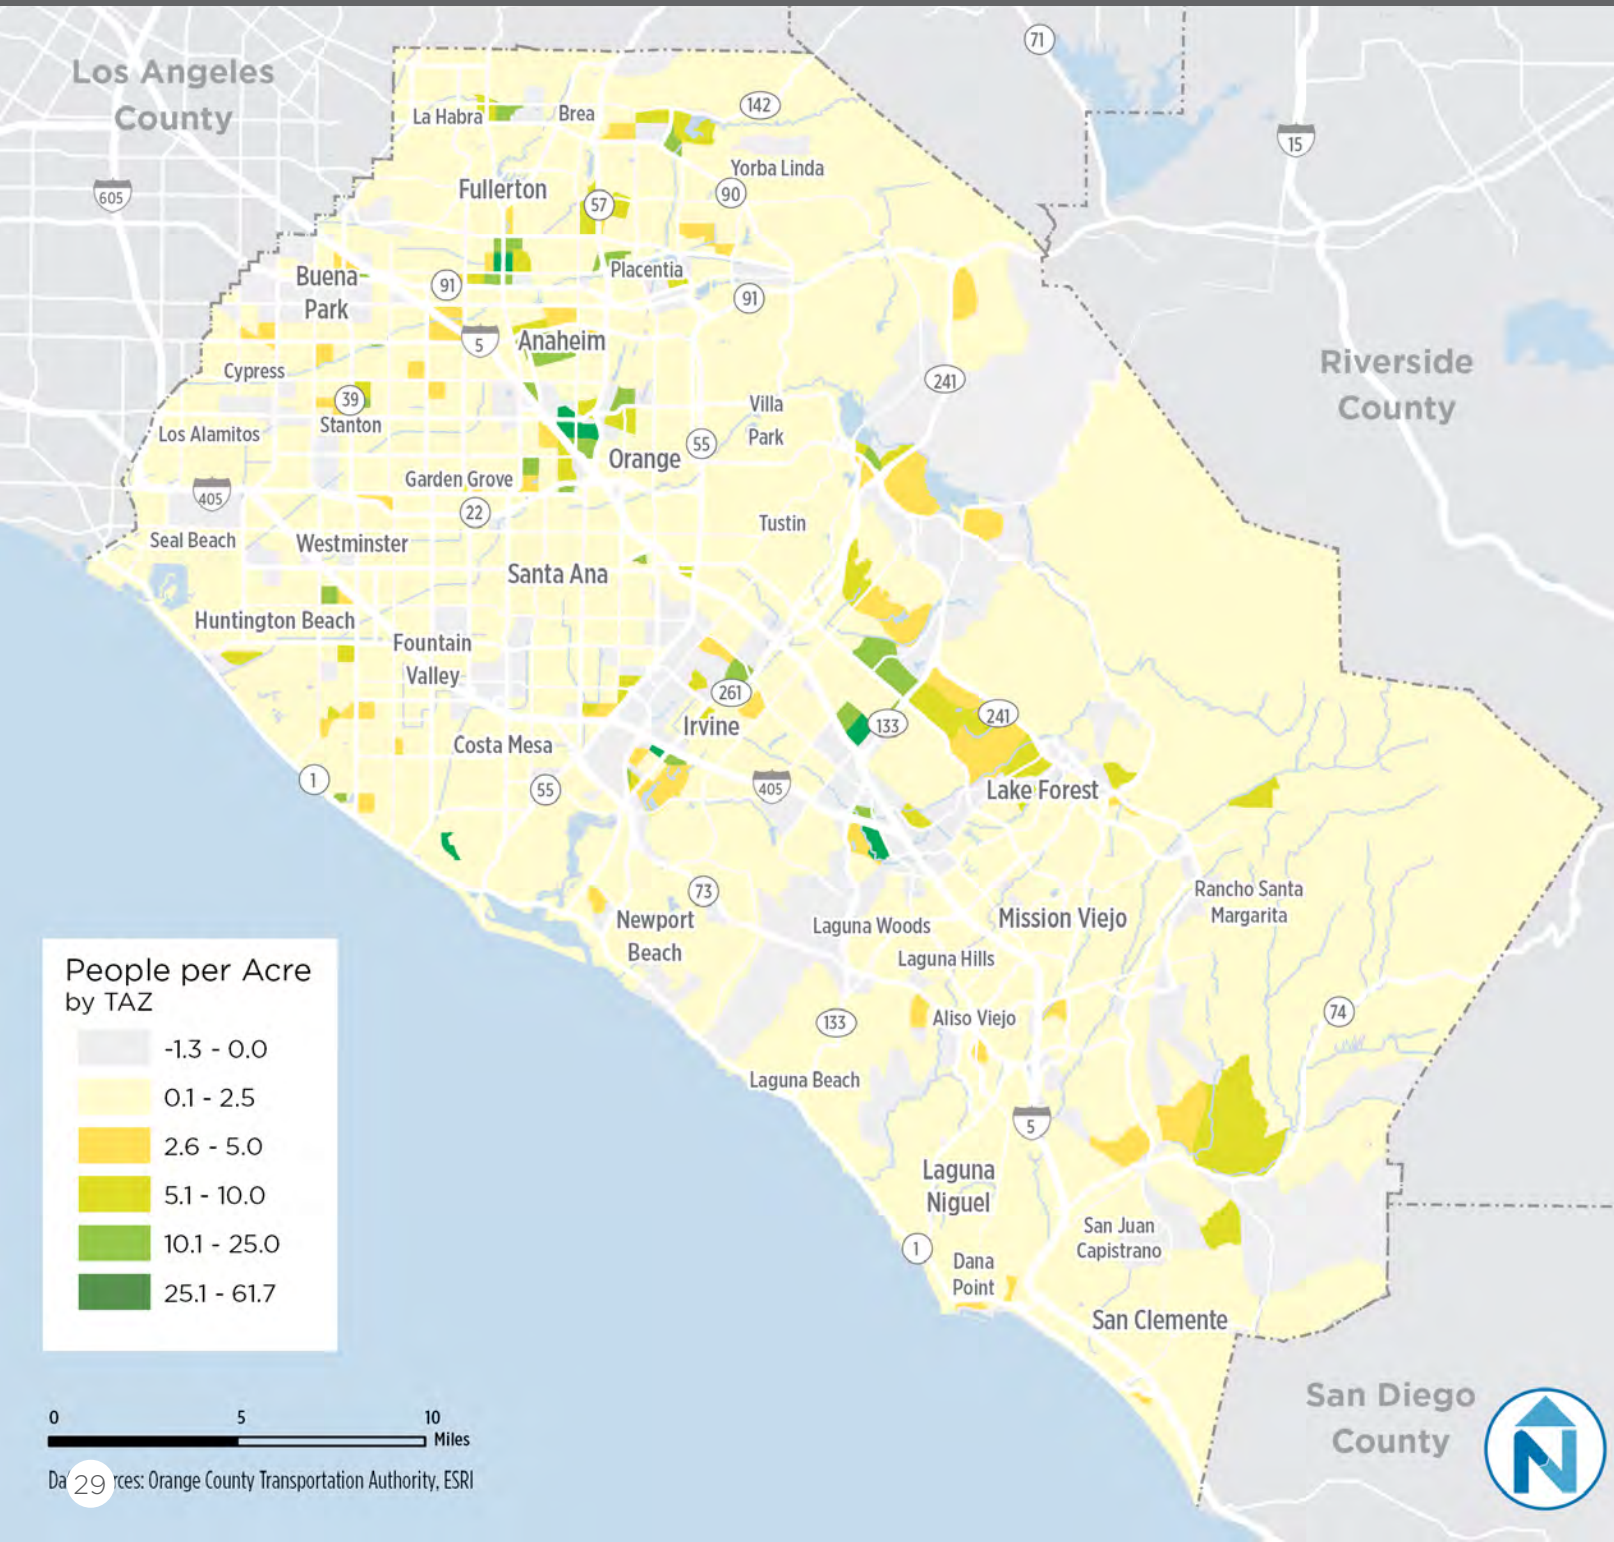 71
Los Angeles
County
142
La Habra
Brea
15
Yorba Linda
605
Fullerton
90
57
Placentia
Buena
Park
91
91
5
Anaheim
Riverside
County
Cypress
241
39
Stanton
Villa
Park
Los Alamitos
55
Orange
Garden Grove
405
22
Tustin
Seal Beach
Westminster
Santa Ana
Huntington Beach
Fountain
Valley
261
Irvine
133
241
Costa Mesa
1
55
405
Lake Forest
73
Rancho Santa
Margarita
Newport
Beach
Laguna Woods
Mission Viejo
Laguna Hills
133
Aliso Viejo
74
Laguna Beach
5
Laguna
Niguel
San Juan
Capistrano
1
Dana
Point
San Clemente
San Diego
County
N
People per Acre
by TAZ
-1.3 - 0.0
0.1 - 2.5
2.6 - 5.0
5.1 - 10.0
10.1 - 25.0
25.1 - 61.7
0 5 10
Miles
29
rces: Orange County Transportation Authority, ESRI